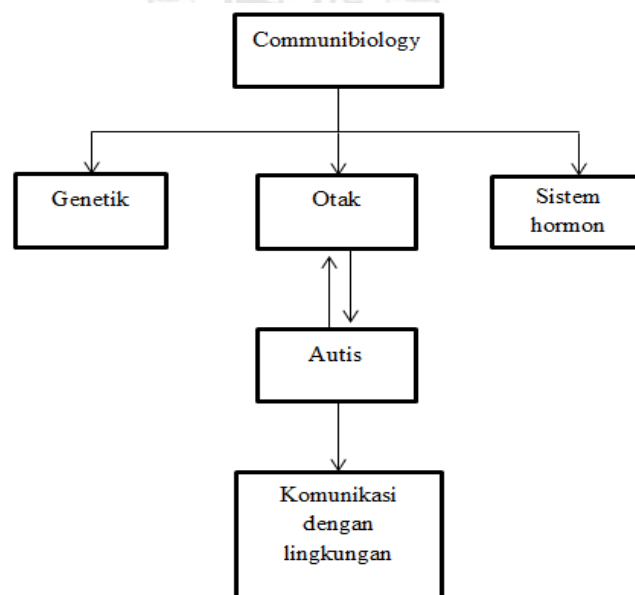 Communibiology
Genetik
Otak
Sistem
hormon
Autis
Komunikasi
dengan
lingkungan